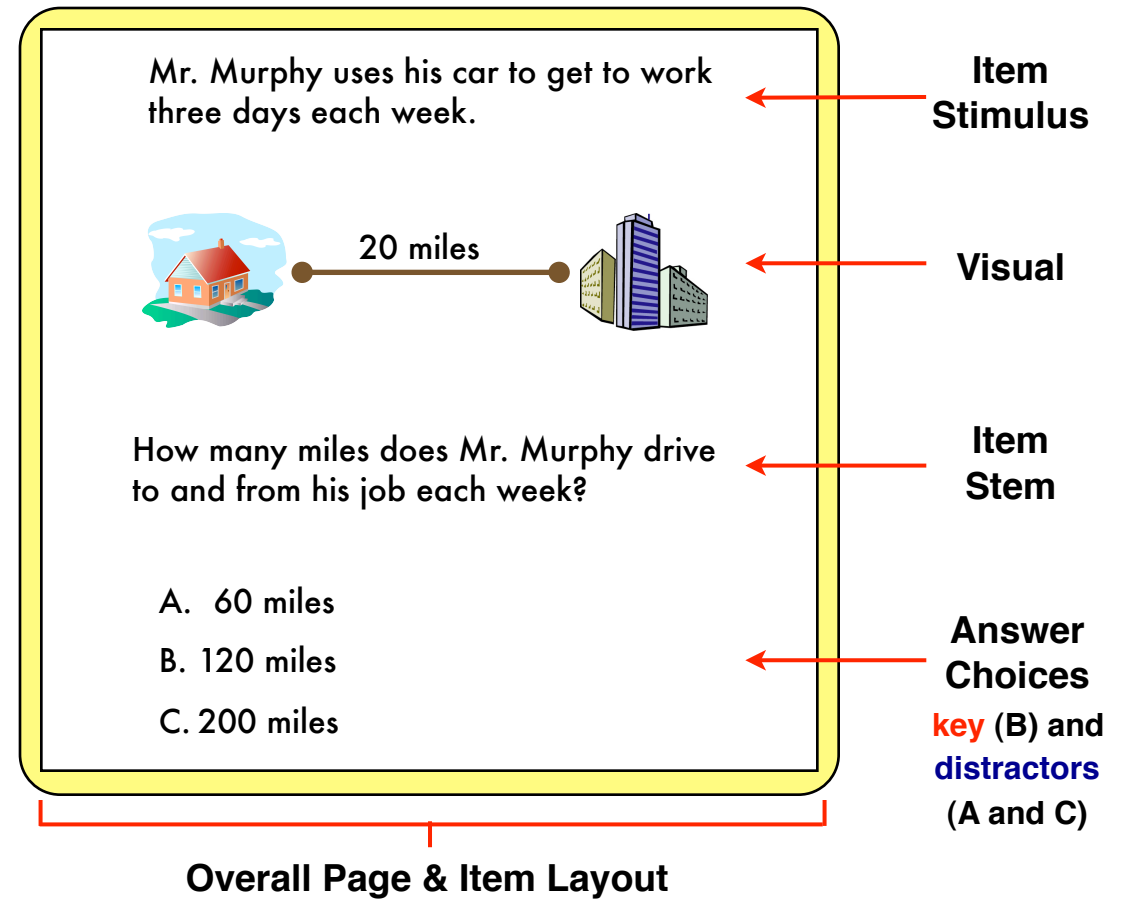 Mr. Murphy uses his car to get to work
three days each week.
Item
Stimulus
20 miles
Visual
How many miles does Mr. Murphy drive
to and from his job each week?
Item
Stem
A. 60 miles
B. 120 miles
C. 200 miles
Answer
Choices
key (B) and
distractors
(A and C)
Overall Page & Item Layout